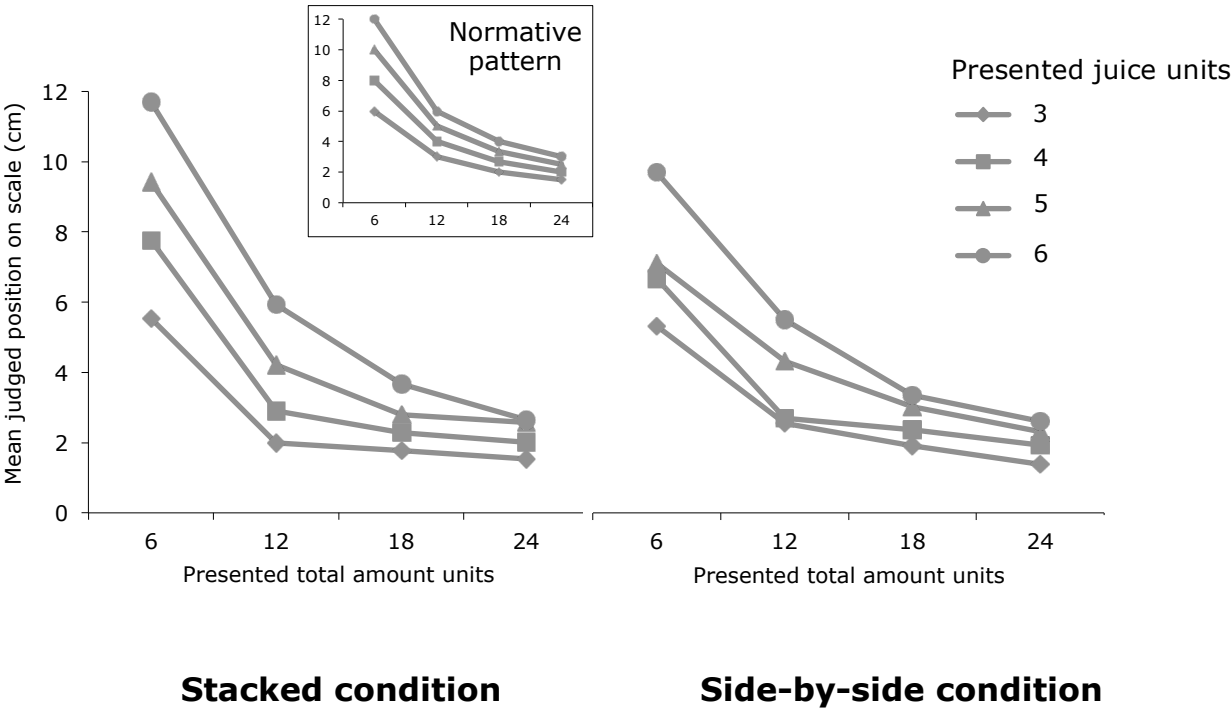 Normative
pattern
12
10
8
6
4
2
0
6 12 18 24
Presented juice units
3
4
5
6
Mean judged position on scale (cm)
12
10
8
6
4
2
0
6 12 18 24
Presented total amount units
6 12 18 24
Presented total amount units
Stacked condition
Side-by-side condition